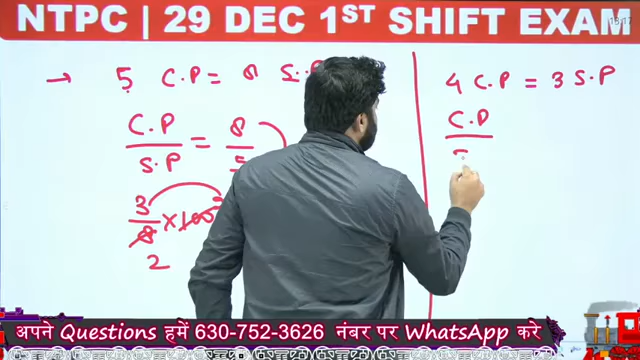 NTPC | 29 DEC 1ST SHIFT EXAM
→ 5 C.P = 8 S.P
C.P
S.P
= 8
5
3
8
× 100
2
4 C.P = 3 S.P
C.P
अपने Questions हमें 630-752-3626 नंबर पर WhatsApp करे